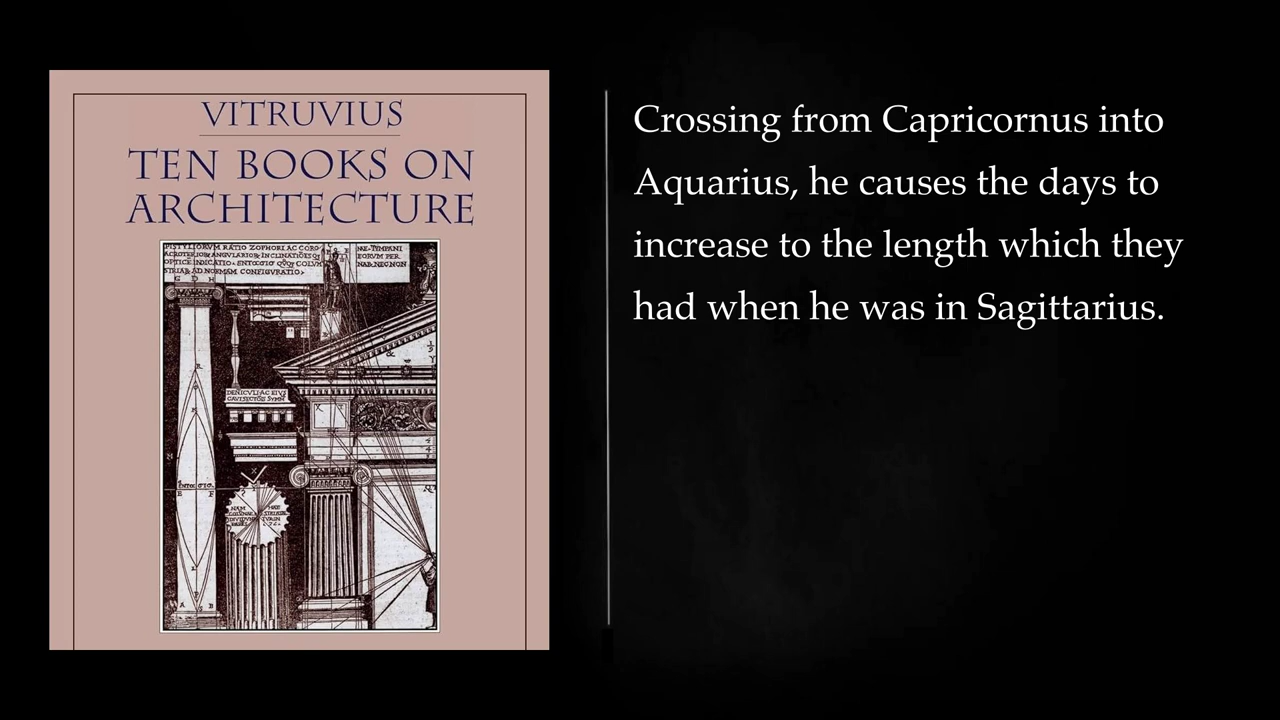 VITRUVIUS
TEN BOOKS ON
ARCHITECTURE
Crossing from Capricornus into
Aquarius, he causes the days to
increase to the length which they
had when he was in Sagittarius.